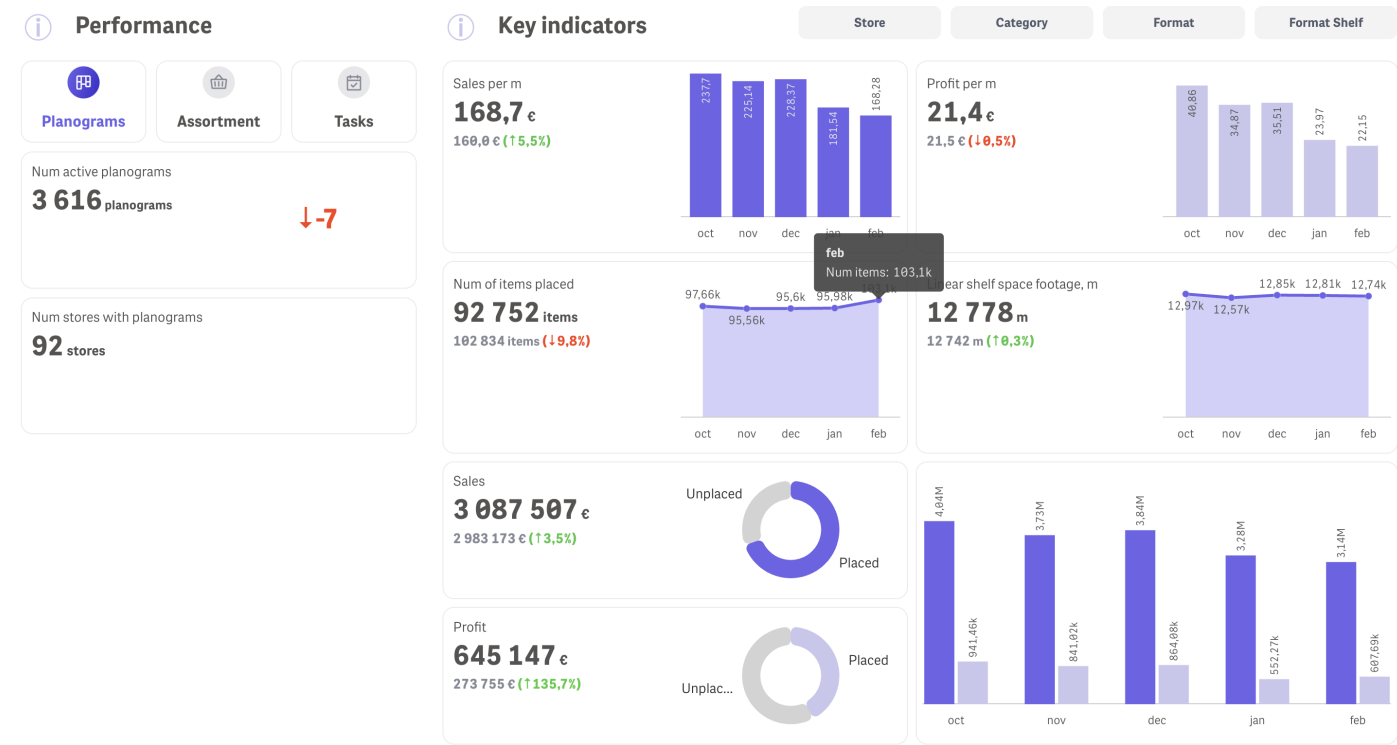 Performance
Planograms
Assortment
Tasks
Num active planograms
3 616 planograms
↓-7
Num stores with planograms
92 stores
Key indicators
Store
Category
Format
Format Shelf
Sales per m
168,7 €
160,0 € (↑5,5%)
237,7
225,14
228,37
181,54
168,28
oct nov dec jan feb
Profit per m
21,4 €
21,5 € (↓0,5%)
40,86
34,87
35,51
23,97
22,15
oct nov dec jan feb
feb
Num items: 103,1k
Num of items placed
92 752 items
102 834 items (↓9,8%)
97,66k
95,56k
95,6k
95,98k
oct nov dec jan feb
Linear shelf space footage, m
12 778 m
12 742 m (↑0,3%)
12,97k
12,57k
12,85k
12,81k
12,74k
oct nov dec jan feb
Sales
3 087 507 €
2 983 173 € (↑3,5%)
Unplaced
Placed
Profit
645 147 €
273 755 € (↑135,7%)
Placed
Unplac...
4,04M
941,46k
3,73M
841,02k
3,84M
864,08k
3,28M
552,27k
3,14M
607,69k
oct nov dec jan feb